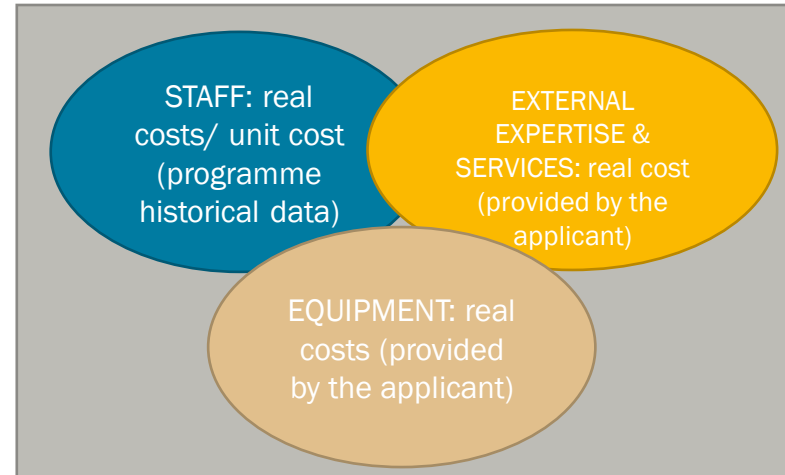 STAFF: real
costs/ unit cost
(programme
historical data)
EXTERNAL
EXPERTISE &
SERVICES: real cost
(provided by the
applicant)
EQUIPMENT: real
costs (provided
by the applicant)